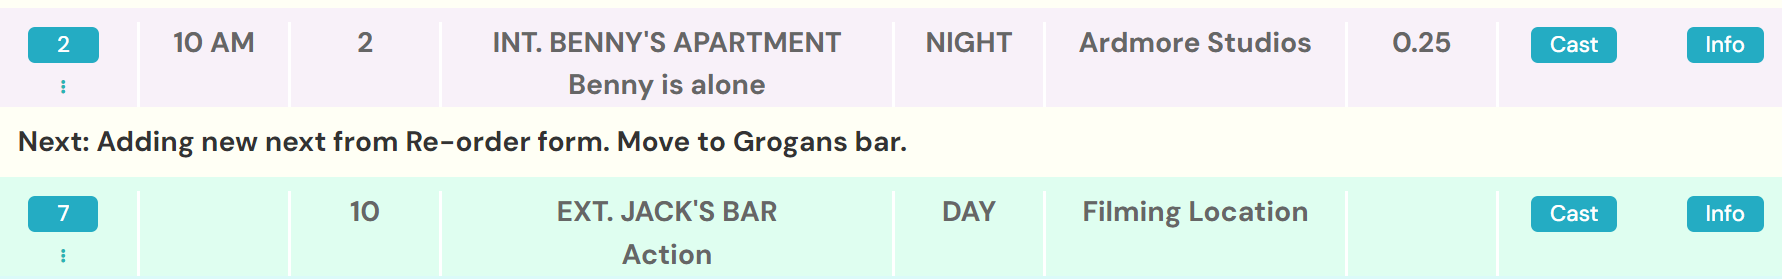 2 10 AM 2 INT. BENNY'S APARTMENT NIGHT Ardmore Studios 0.25 Cast Info
Benny is alone
Next: Adding new next from Re-order form. Move to Grogans bar.
7 10 EXT. JACK'S BAR DAY Filming Location Cast Info
Action